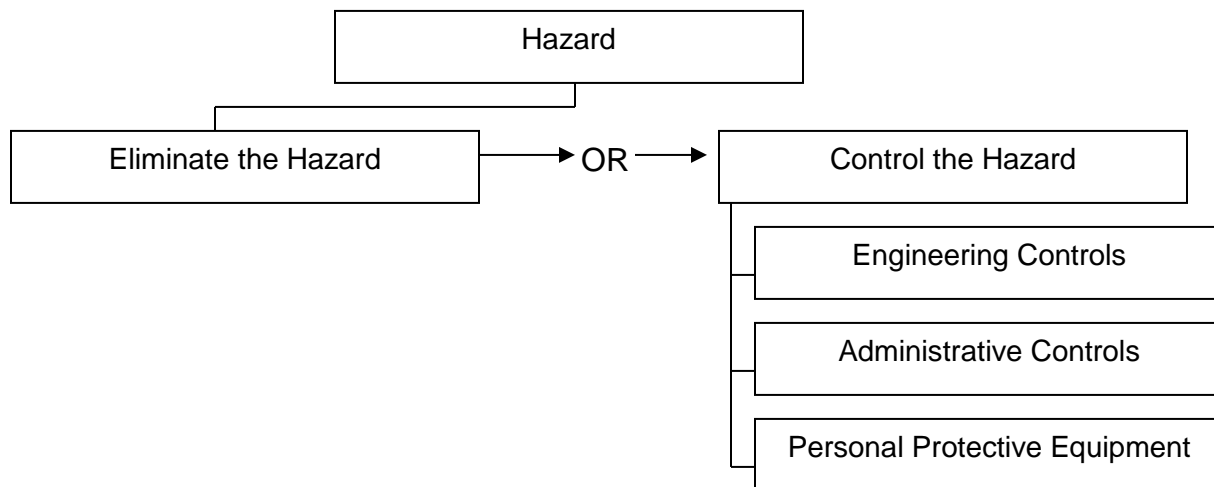 Hazard
Eliminate the Hazard
OR
Control the Hazard
Engineering Controls
Administrative Controls
Personal Protective Equipment